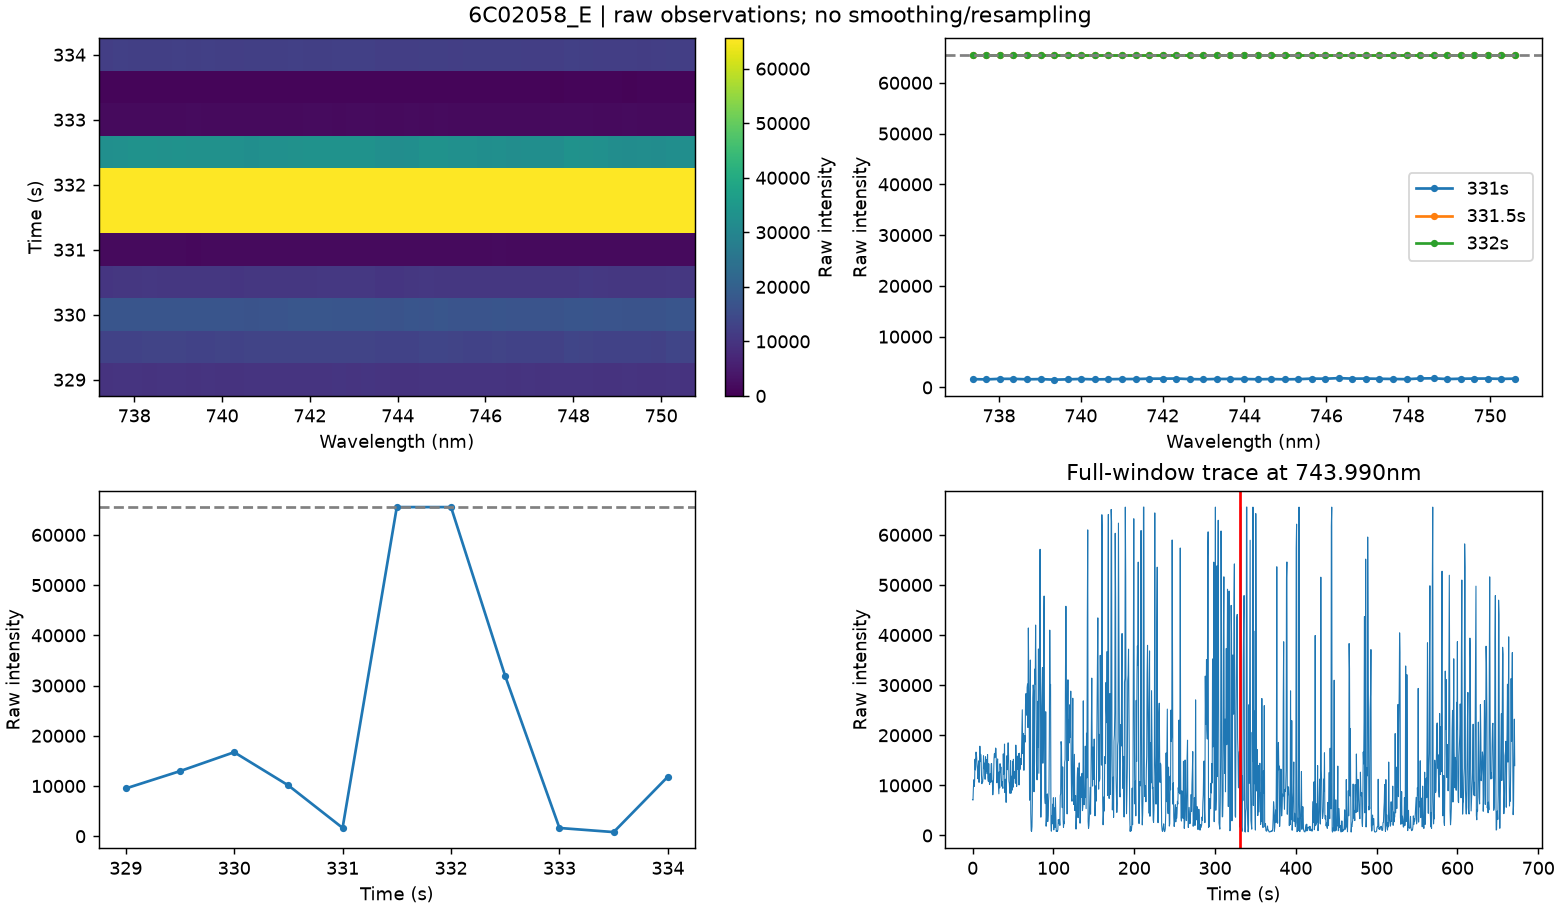 6C02058_E | raw observations; no smoothing/resampling
334
333
332
331
330
329
Time (s)
738 740 742 744 746 748 750
Wavelength (nm)
60000
50000
40000
30000
20000
10000
0
Raw intensity
60000
50000
40000
30000
20000
10000
0
Raw intensity
331s
331.5s
332s
738 740 742 744 746 748 750
Wavelength (nm)
60000
50000
40000
30000
20000
10000
0
Raw intensity
329 330 331 332 333 334
Time (s)
Full-window trace at 743.990nm
60000
50000
40000
30000
20000
10000
0
Raw intensity
0 100 200 300 400 500 600 700
Time (s)